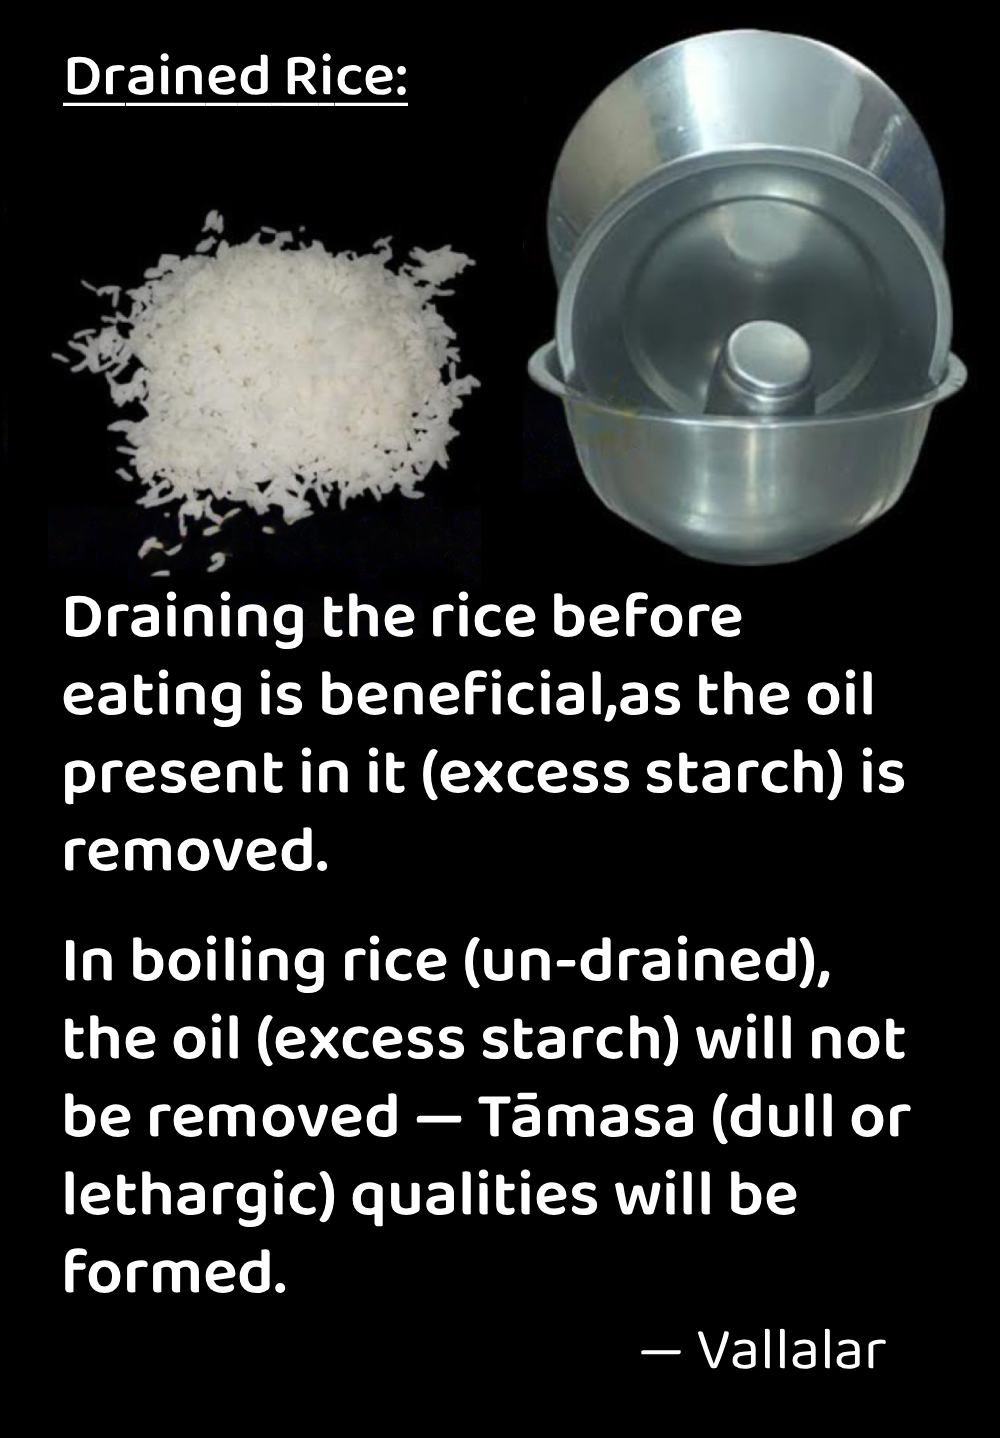 Drained Rice:
Draining the rice before
eating is beneficial,as the oil
present in it (excess starch) is
removed.
In boiling rice (un-drained),
the oil (excess starch) will not
be removed — Tāmasa (dull or
lethargic) qualities will be
formed.
— Vallalar